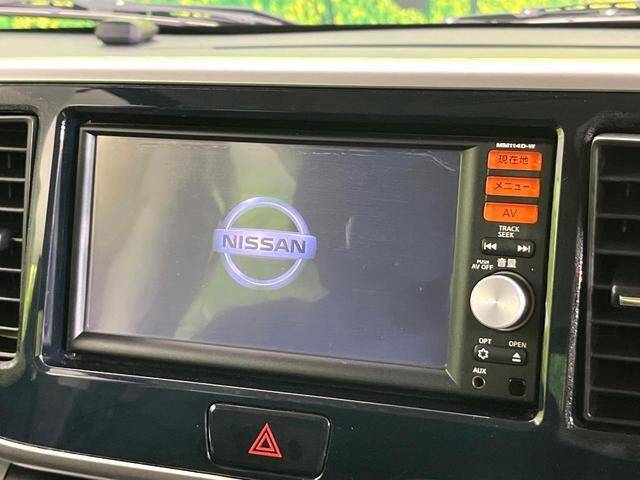 MM114D-W
現在地
メニュー
AV
TRACK
SEEK
音量
PUSH
AV OFF
NISSAN
OPT
OPEN
AUX